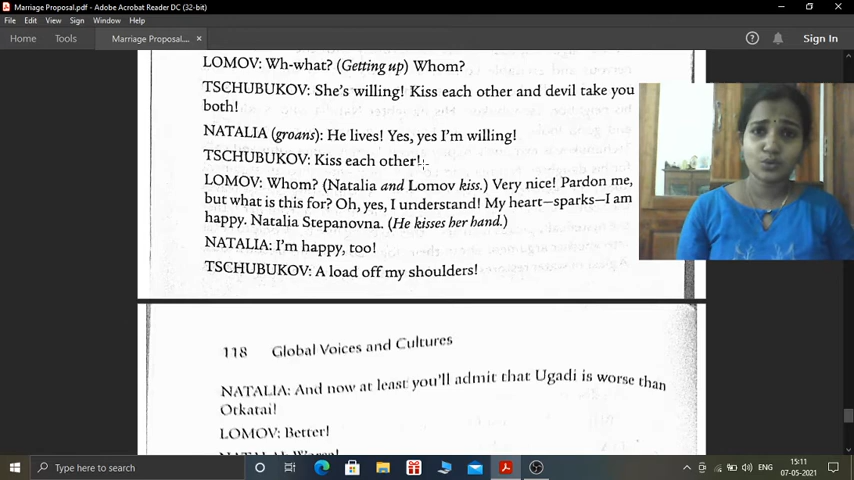 Marriage Proposal.pdf - Adobe Acrobat Reader DC (32-bit)
File Edit View Sign Window Help
Home Tools Marriage Proposal.... × Sign In
LOMOV: Wh-what? (Getting up) Whom?
TSCHUBUKOV: She's willing! Kiss each other and devil take you
both!
NATALIA (groans): He lives! Yes, yes I'm willing!
TSCHUBUKOV: Kiss each other!
LOMOV: Whom? (Natalia and Lomov kiss.) Very nice! Pardon me,
but what is this for? Oh, yes, I understand! My heart—sparks—I am
happy. Natalia Stepanovna. (He kisses her hand.)
NATALIA: I'm happy, too!
TSCHUBUKOV: A load off my shoulders!
118 Global Voices and Cultures
NATALIA: And now at least you'll admit that Ugadi is worse than
Otkatai!
LOMOV: Better!
NATALIA: Worse!
Type here to search
ENG
15:11
07-05-2021